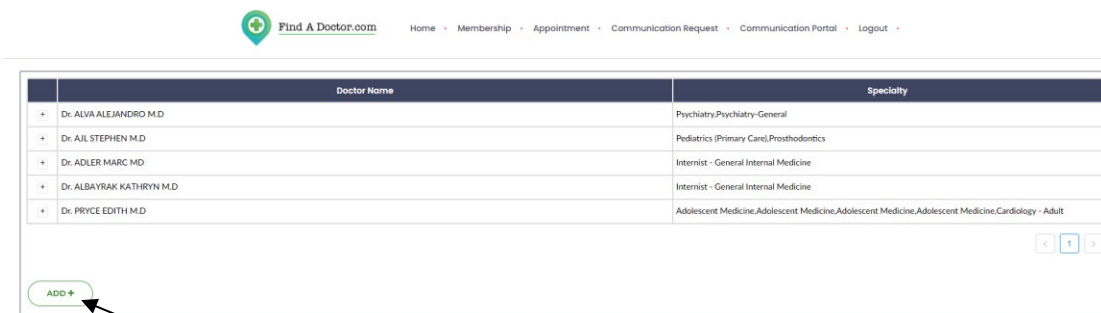 Find A Doctor.com
Home • Membership • Appointment • Communication Request • Communication Portal • Logout •
Doctor Name Specialty
+ Dr. ALVA ALEJANDRO M.D Psychiatry,Psychiatry-General
+ Dr. AJL STEPHEN M.D Pediatrics (Primary Care),Prosthodontics
+ Dr. ADLER MARC MD Internist - General Internal Medicine
+ Dr. ALBAYRAK KATHRYN M.D Internist - General Internal Medicine
+ Dr. PRYCE EDITH M.D Adolescent Medicine,Adolescent Medicine,Adolescent Medicine,Adolescent Medicine,Cardiology - Adult
< 1 >
ADD +